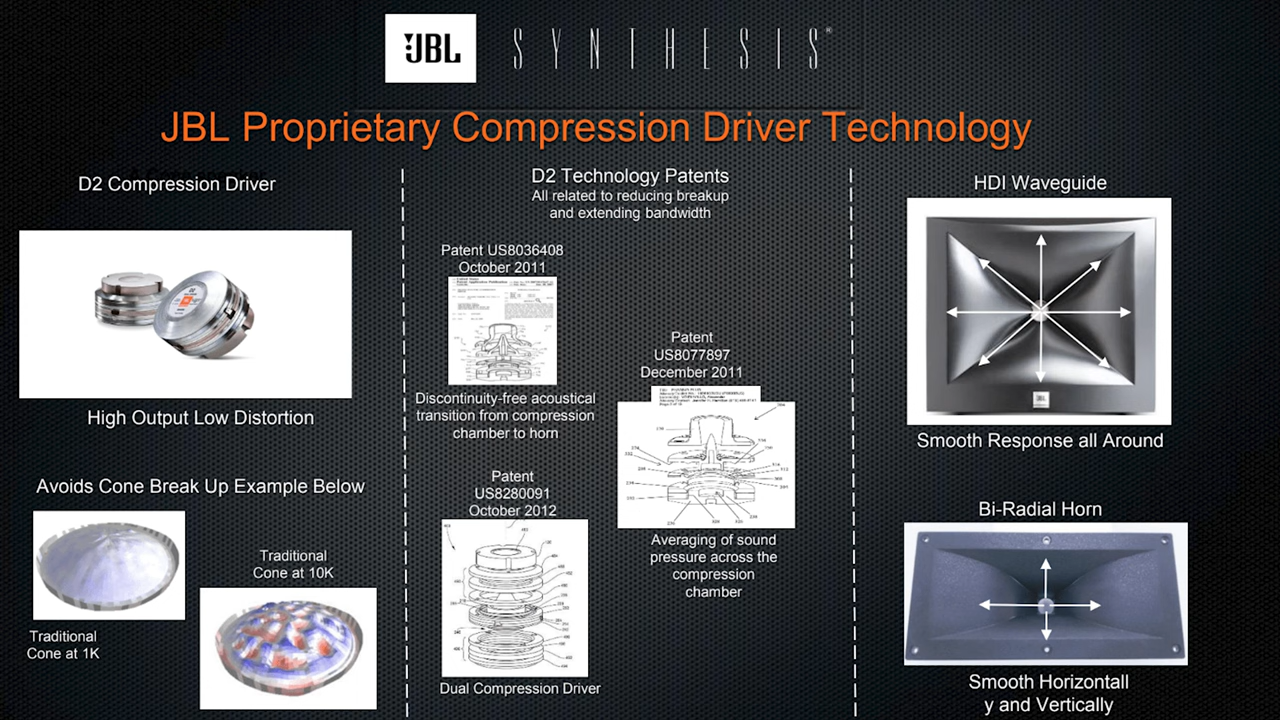 JBL SYNTHESIS®
JBL Proprietary Compression Driver Technology
D2 Compression Driver
High Output Low Distortion
Avoids Cone Break Up Example Below
Traditional
Cone at 1K
Traditional
Cone at 10K
D2 Technology Patents
All related to reducing breakup
and extending bandwidth
Patent US8036408
October 2011
Discontinuity-free acoustical
transition from compression
chamber to horn
Patent
US8077897
December 2011
Averaging of sound
pressure across the
compression
chamber
Patent
US8280091
October 2012
Dual Compression Driver
HDI Waveguide
JBL
Smooth Response all Around
Bi-Radial Horn
Smooth Horizontall
y and Vertically